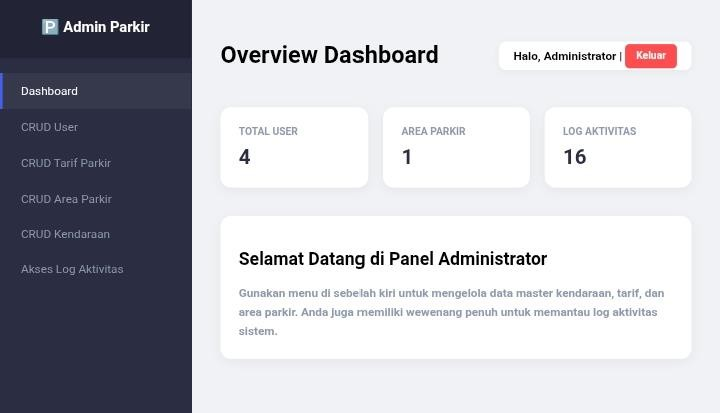 🅿️ Admin Parkir
Dashboard
CRUD User
CRUD Tarif Parkir
CRUD Area Parkir
CRUD Kendaraan
Akses Log Aktivitas
Overview Dashboard
Halo, Administrator | Keluar
TOTAL USER
4
AREA PARKIR
1
LOG AKTIVITAS
16
Selamat Datang di Panel Administrator
Gunakan menu di sebelah kiri untuk mengelola data master kendaraan, tarif, dan
area parkir. Anda juga memiliki wewenang penuh untuk memantau log aktivitas
sistem.